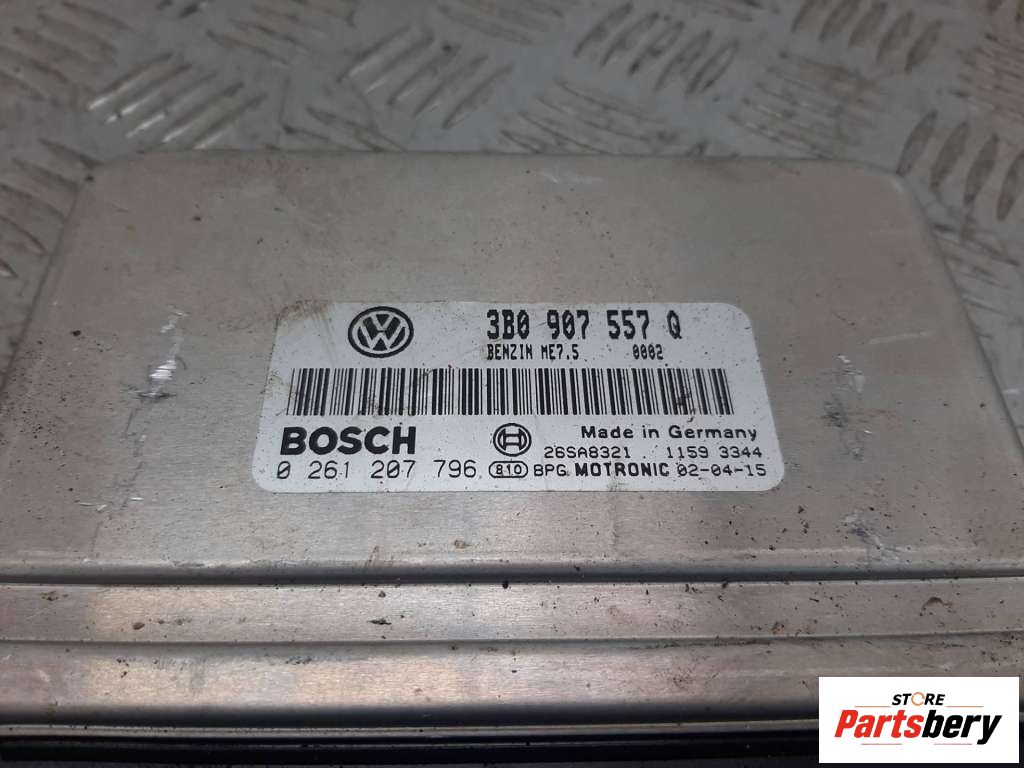 3B0 907 557 Q
BENZIN ME7.5 0002
BOSCH
Made in Germany
26SA8321 1159 3344
0 261 207 796 810 BPG MOTRONIC 02-04-15
STORE
Partsbery